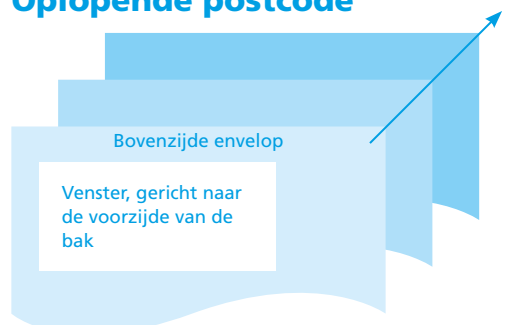 Oplopende postcode
Bovenzijde envelop
Venster, gericht naar
de voorzijde van de
bak